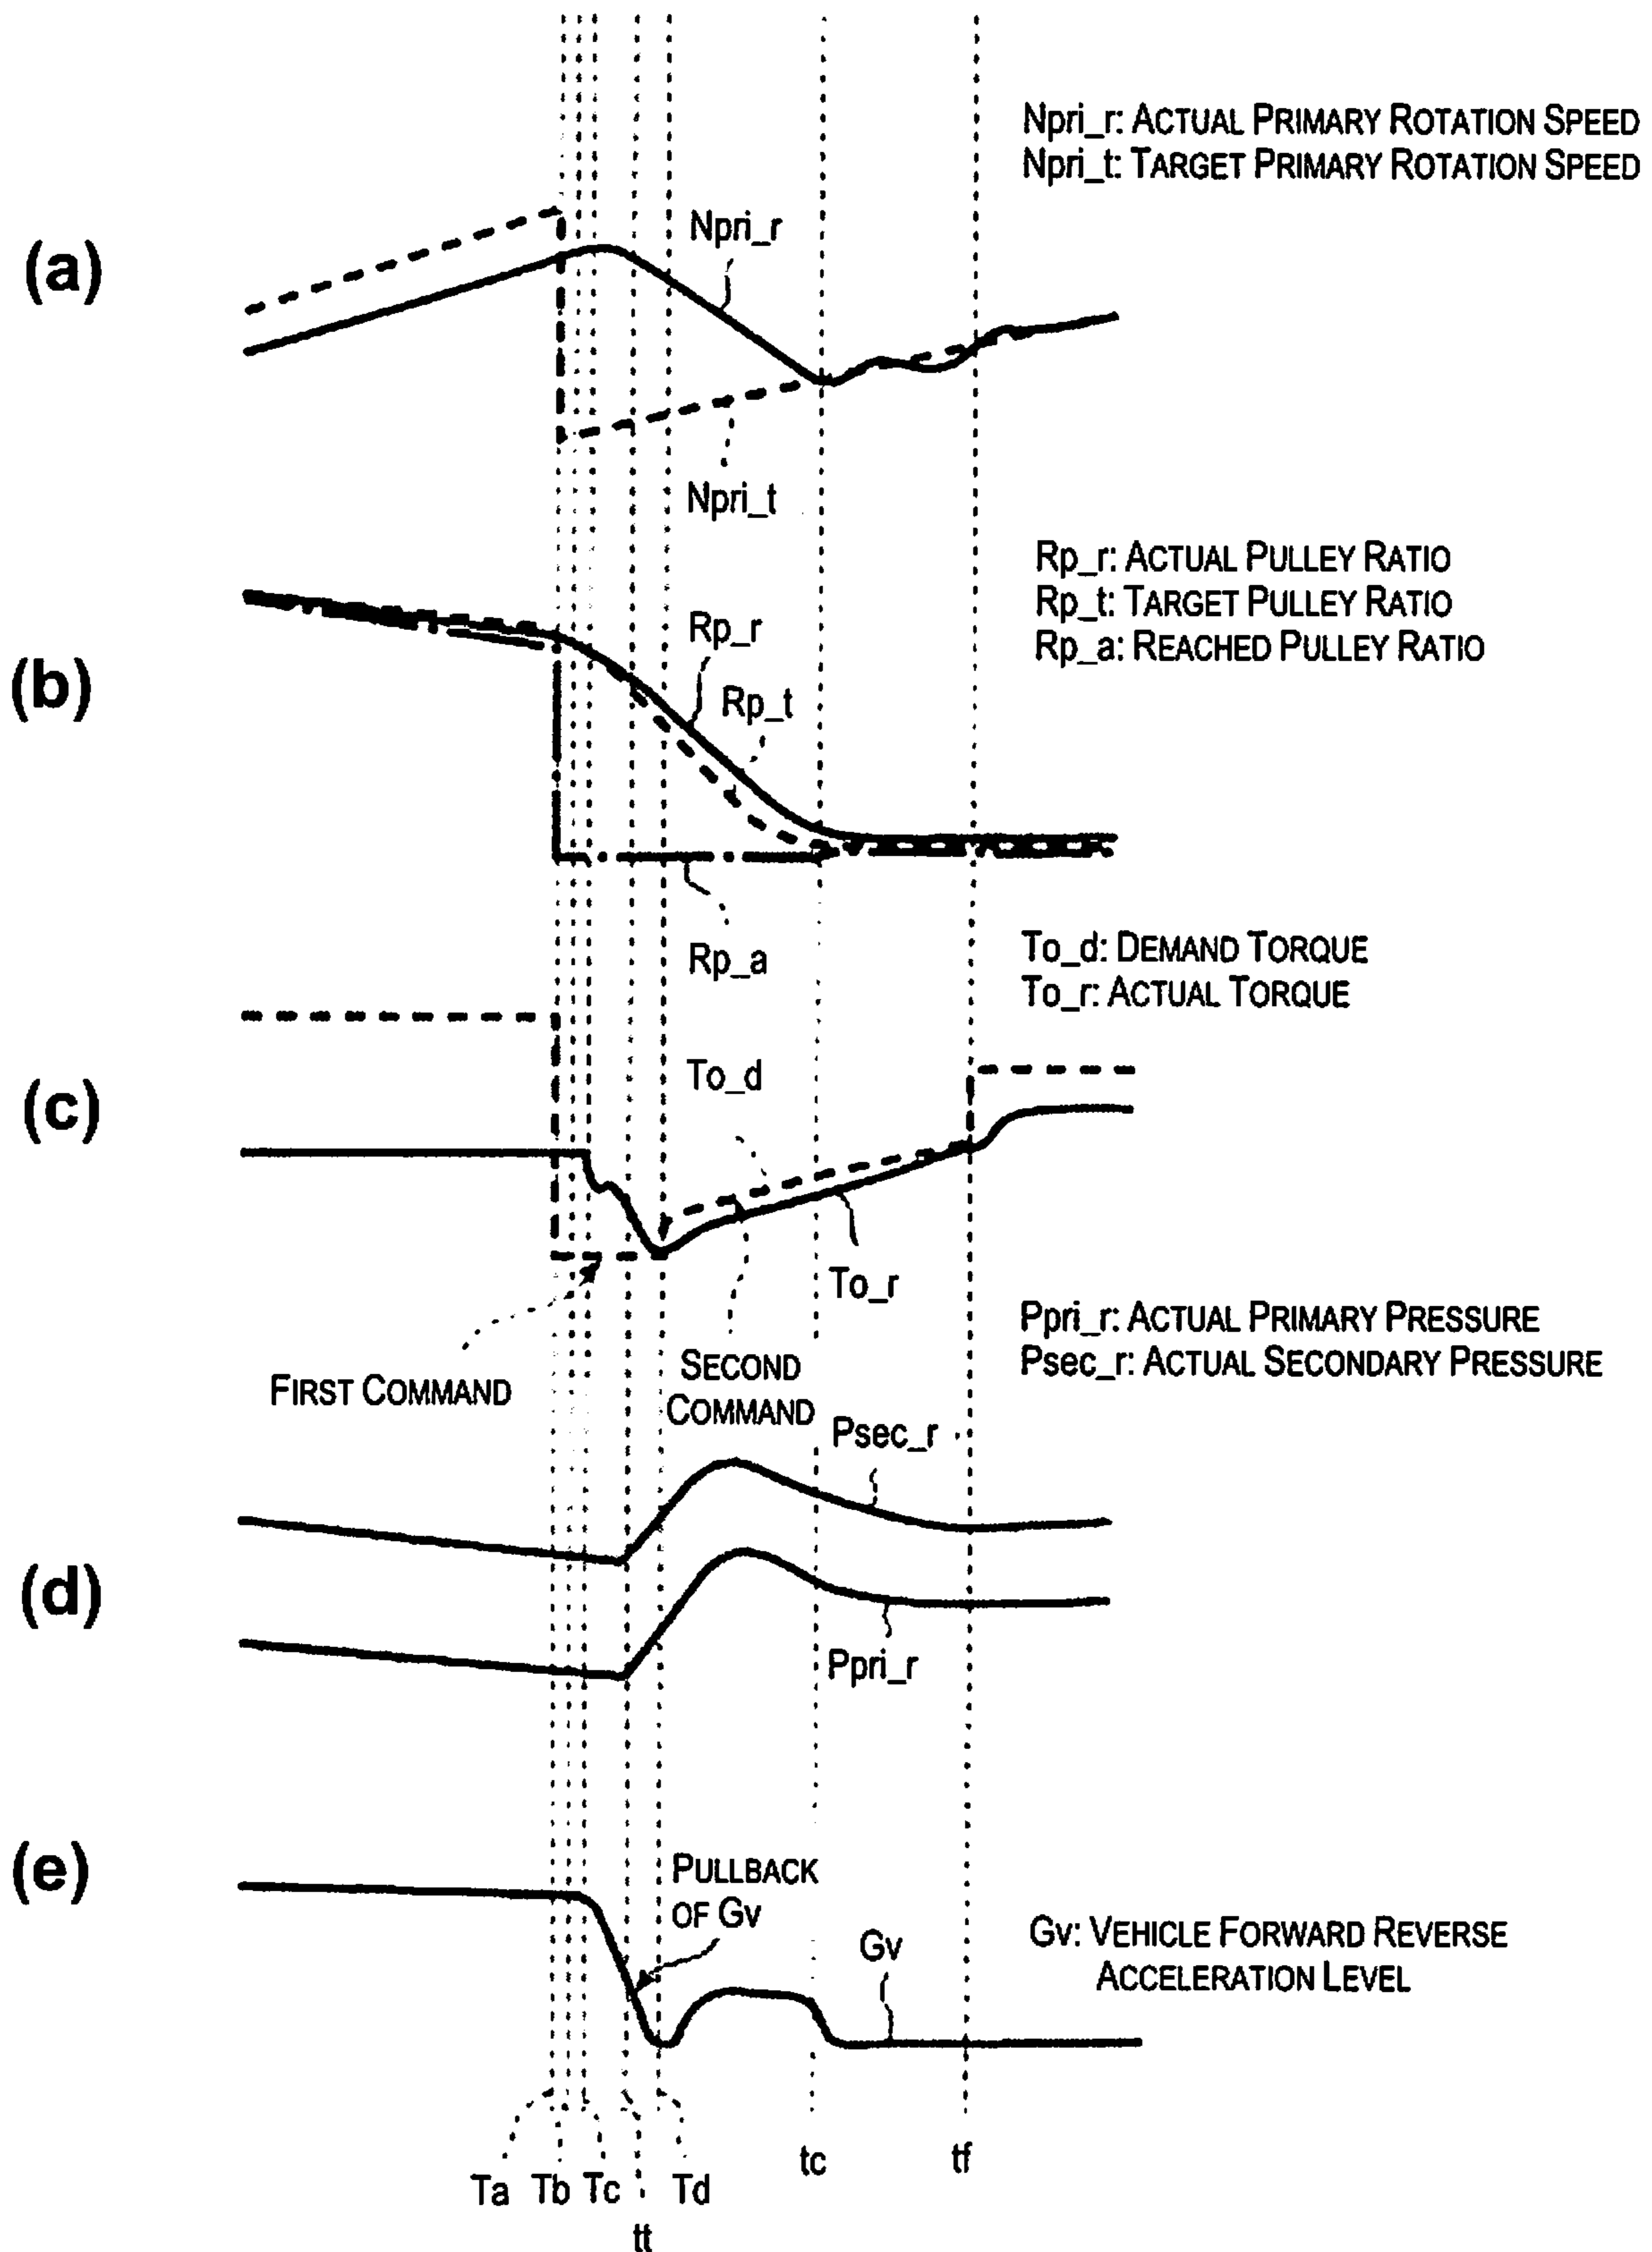 Npri_r: ACTUAL PRIMARY ROTATION SPEED
Npri_t: TARGET PRIMARY ROTATION SPEED
(a)
Npri_r
Npri_t
Rp_r: ACTUAL PULLEY RATIO
Rp_t: TARGET PULLEY RATIO
Rp_a: REACHED PULLEY RATIO
(b)
Rp_r
Rp_t
Rp_a
To_d: DEMAND TORQUE
To_r: ACTUAL TORQUE
(c)
To_d
To_r
FIRST COMMAND
SECOND
COMMAND
Ppri_r: ACTUAL PRIMARY PRESSURE
Psec_r: ACTUAL SECONDARY PRESSURE
Psec_r
(d)
Ppri_r
(e)
PULLBACK
OF Gv
Gv
Gv: VEHICLE FORWARD REVERSE
ACCELERATION LEVEL
Ta Tb Tc Td tc tf
tt